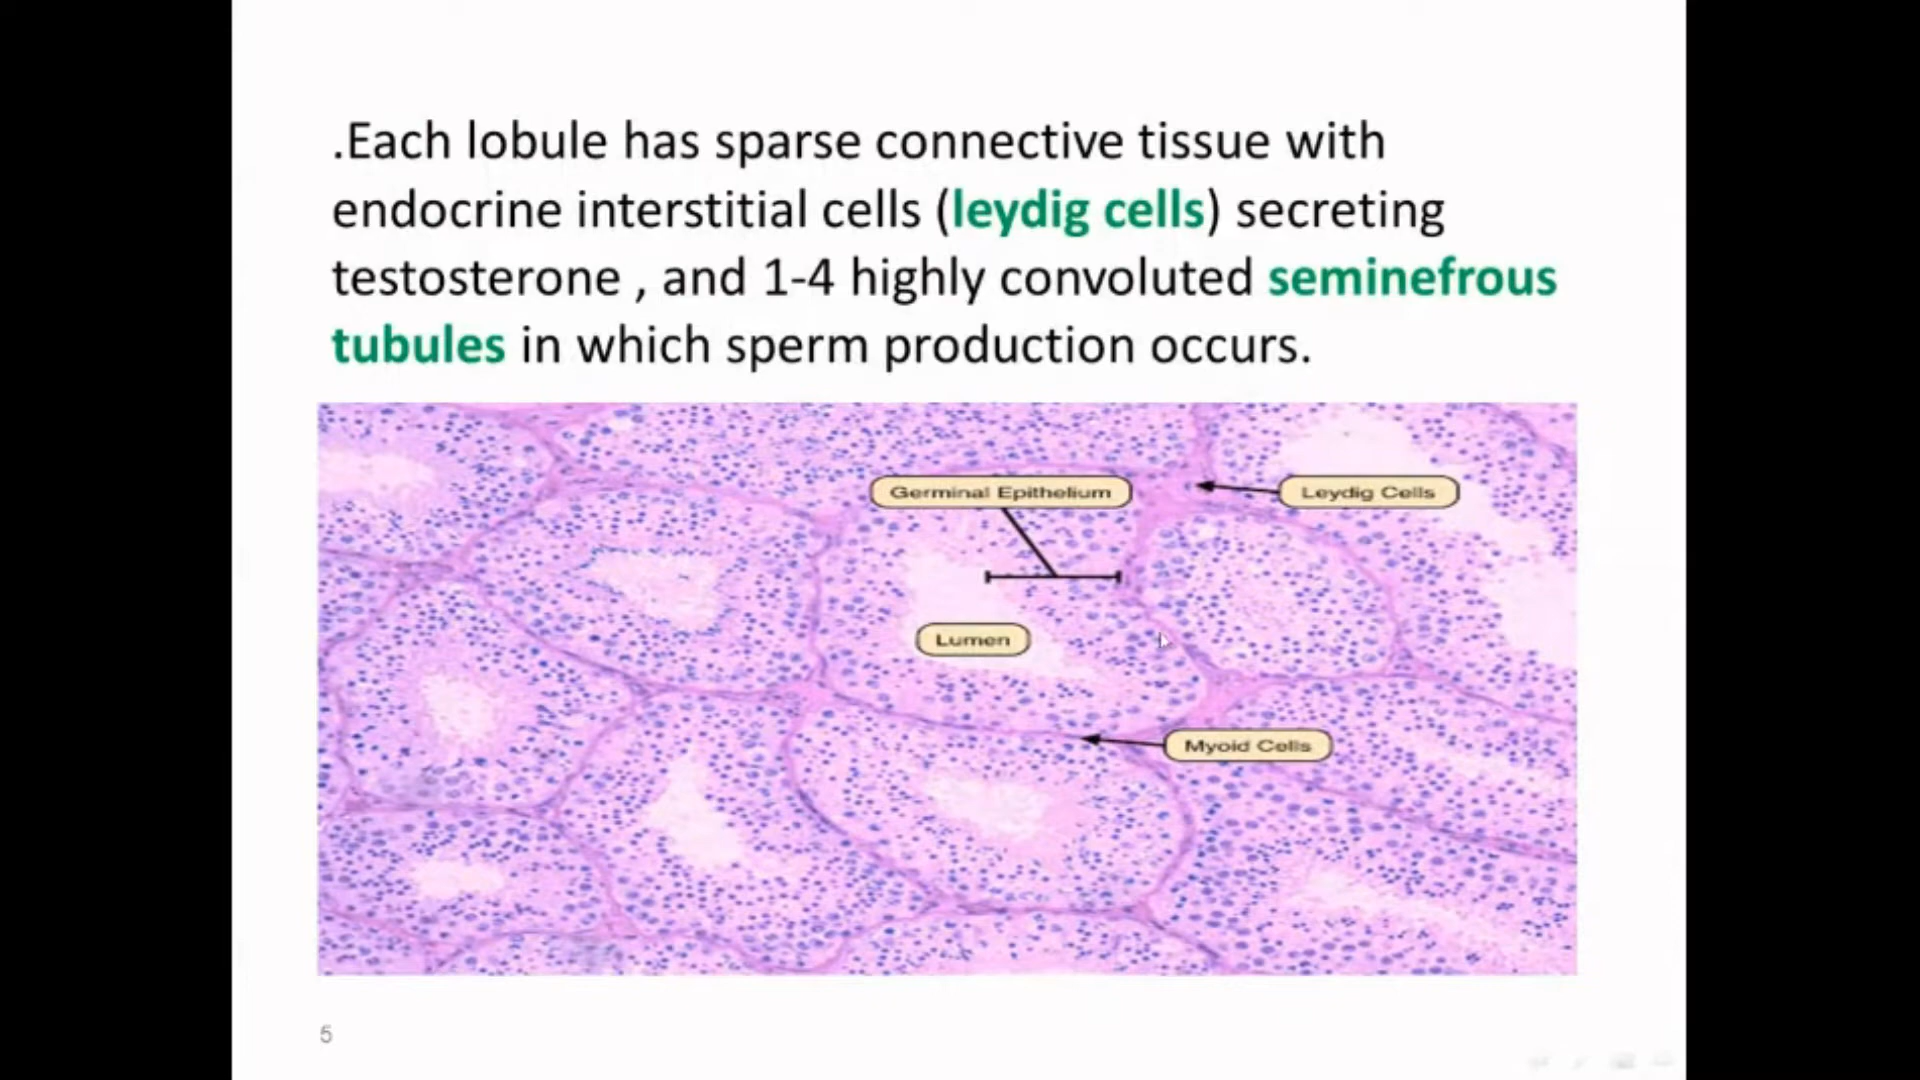 .Each lobule has sparse connective tissue with
endocrine interstitial cells (leydig cells) secreting
testosterone , and 1-4 highly convoluted seminefrous
tubules in which sperm production occurs.
Germinal Epithelium
Leydig Cells
Lumen
Myoid Cells
5